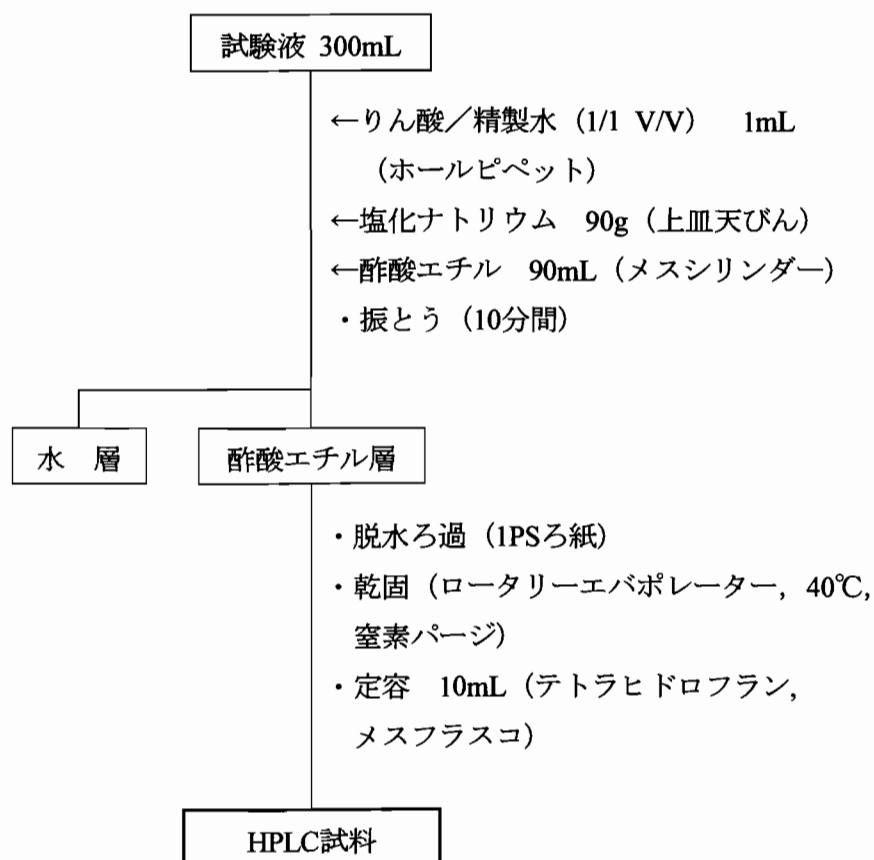 試験液 300mL
←りん酸／精製水（1/1 V/V） 1mL
（ホールピペット）
←塩化ナトリウム 90g（上皿天びん）
←酢酸エチル 90mL（メスシリンダー）
・振とう（10分間）
水 層
酢酸エチル層
・脱水ろ過（1PSろ紙）
・乾固（ロータリーエバポレーター，40℃，
窒素パージ）
・定容 10mL（テトラヒドロフラン，
メスフラスコ）
HPLC試料